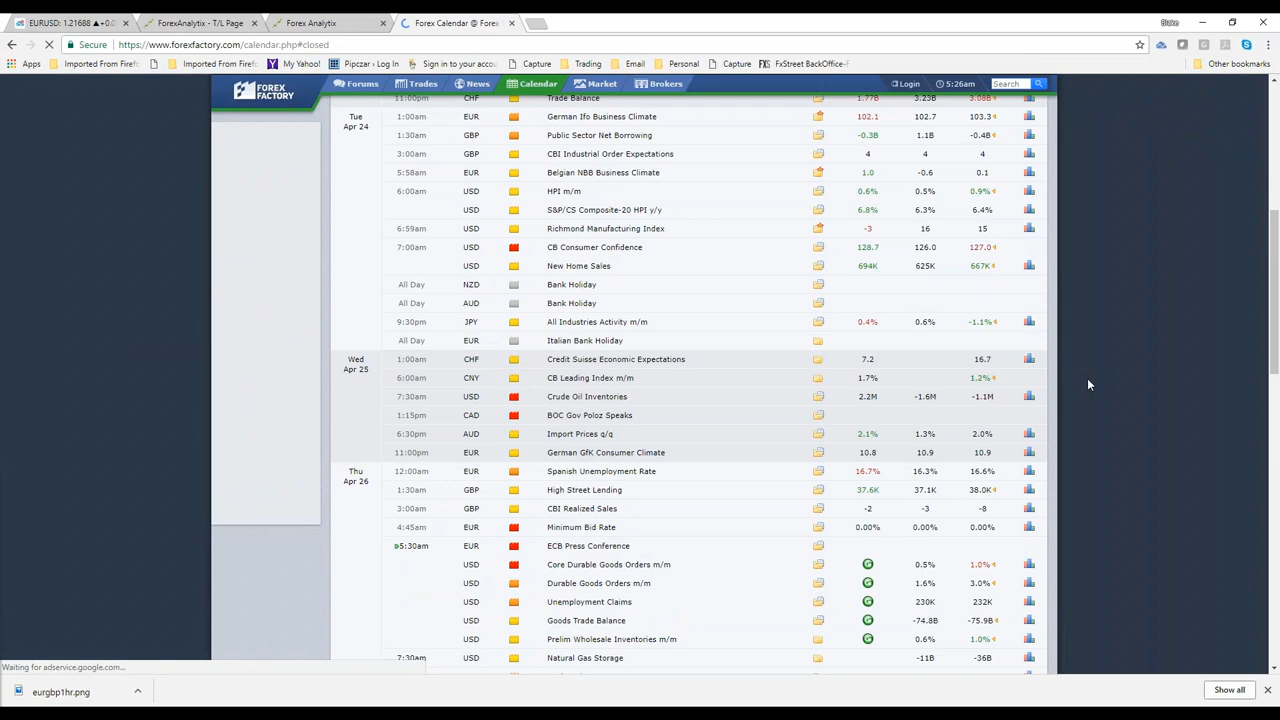 EURUSD: 1.21688 ▲+0.0
ForexAnalytix - T/L Page
Forex Analytix
Forex Calendar @ Forex
Blake
Secure https://www.forexfactory.com/calendar.php#closed
Apps Imported From Firef Imported From Firef My Yahoo! Pipczar › Log In Sign in to your accou Capture Trading Email Personal Capture FXS FxStreet BackOffice-F Other bookmarks
FOREX FACTORY Forums Trades News Calendar Market Brokers Login 5:26am Search
11:00pm CHF Trade Balance 1.77B 3.23B 3.08B
Tue Apr 24 1:00am EUR German Ifo Business Climate 102.1 102.7 103.3
1:30am GBP Public Sector Net Borrowing -0.3B 1.1B -0.4B
3:00am GBP CBI Industrial Order Expectations 4 4 4
5:58am EUR Belgian NBB Business Climate 1.0 -0.6 0.1
6:00am USD HPI m/m 0.6% 0.5% 0.9%
USD S&P/CS Composite-20 HPI y/y 6.8% 6.3% 6.4%
6:59am USD Richmond Manufacturing Index -3 16 15
7:00am USD CB Consumer Confidence 128.7 126.0 127.0
USD New Home Sales 694K 625K 667K
All Day NZD Bank Holiday
All Day AUD Bank Holiday
9:30pm JPY All Industries Activity m/m 0.4% 0.6% -1.1%
All Day EUR Italian Bank Holiday
Wed Apr 25 1:00am CHF Credit Suisse Economic Expectations 7.2 16.7
6:00am CNY CB Leading Index m/m 1.7% 1.2%
7:30am USD Crude Oil Inventories 2.2M -1.6M -1.1M
1:15pm CAD BOC Gov Poloz Speaks
6:30pm AUD Import Prices q/q 2.1% 1.3% 2.0%
11:00pm EUR German GfK Consumer Climate 10.8 10.9 10.9
Thu Apr 26 12:00am EUR Spanish Unemployment Rate 16.7% 16.3% 16.6%
1:30am GBP High Street Lending 37.6K 37.1K 38.0K
3:00am GBP CBI Realized Sales -2 -3 -8
4:45am EUR Minimum Bid Rate 0.00% 0.00% 0.00%
5:30am EUR ECB Press Conference
USD Core Durable Goods Orders m/m 0.5% 1.0%
USD Durable Goods Orders m/m 1.6% 3.0%
USD Unemployment Claims 230K 232K
USD Goods Trade Balance -74.8B -75.9B
USD Prelim Wholesale Inventories m/m 0.6% 1.0%
7:30am USD Natural Gas Storage -11B -36B
Waiting for adservice.google.com...
eurgbp1hr.png Show all